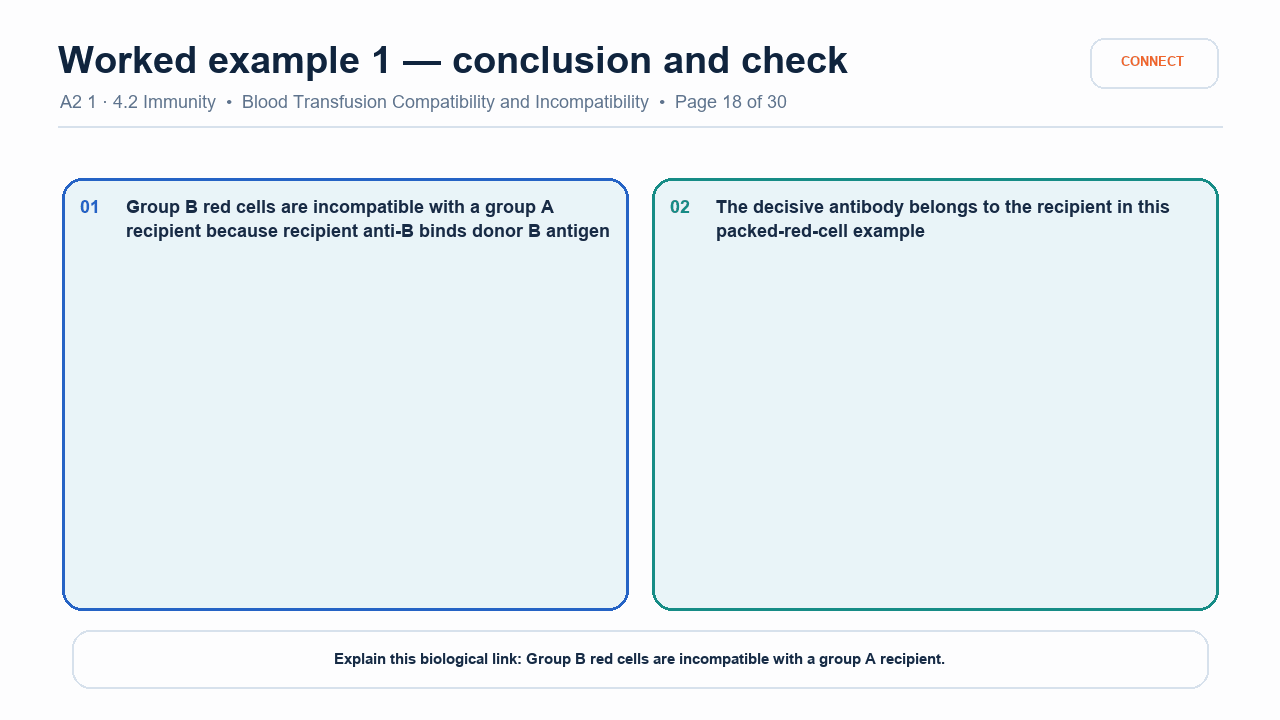 Worked example 1 — conclusion and check
CONNECT
A2 1 · 4.2 Immunity • Blood Transfusion Compatibility and Incompatibility • Page 18 of 30
01 Group B red cells are incompatible with a group A
recipient because recipient anti-B binds donor B antigen
02 The decisive antibody belongs to the recipient in this
packed-red-cell example
Explain this biological link: Group B red cells are incompatible with a group A recipient.